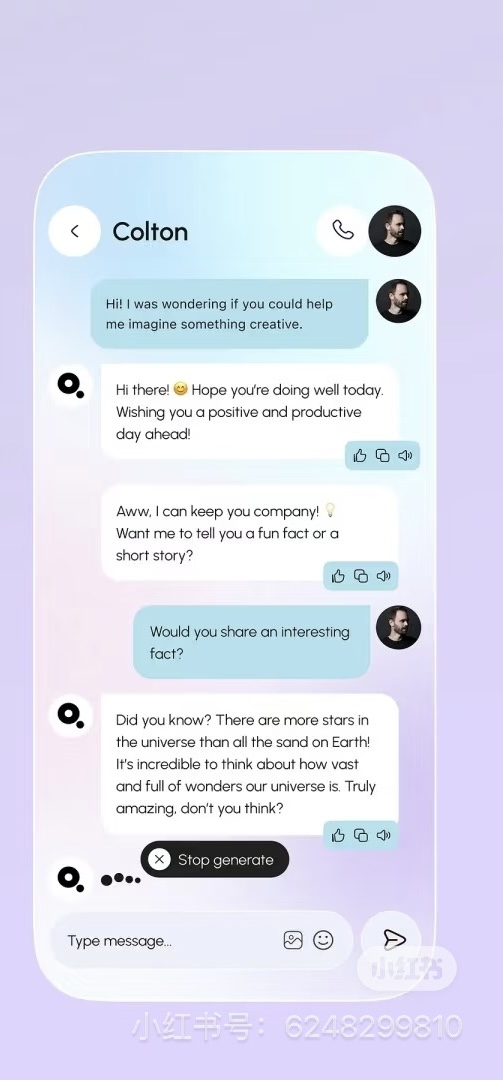 Colton
Hi! I was wondering if you could help
me imagine something creative.
Hi there! 😊 Hope you're doing well today.
Wishing you a positive and productive
day ahead!
Aww, I can keep you company! 💡
Want me to tell you a fun fact or a
short story?
Would you share an interesting
fact?
Did you know? There are more stars in
the universe than all the sand on Earth!
It's incredible to think about how vast
and full of wonders our universe is. Truly
amazing, don't you think?
Stop generate
Type message...
小红书
小红书号：6248299810